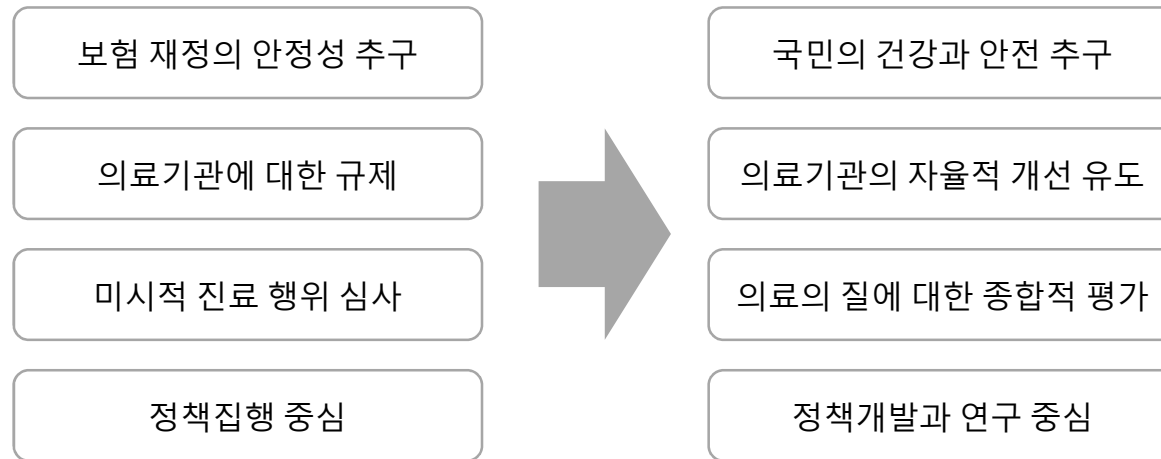 보험 재정의 안정성 추구
의료기관에 대한 규제
미시적 진료 행위 심사
정책집행 중심
국민의 건강과 안전 추구
의료기관의 자율적 개선 유도
의료의 질에 대한 종합적 평가
정책개발과 연구 중심